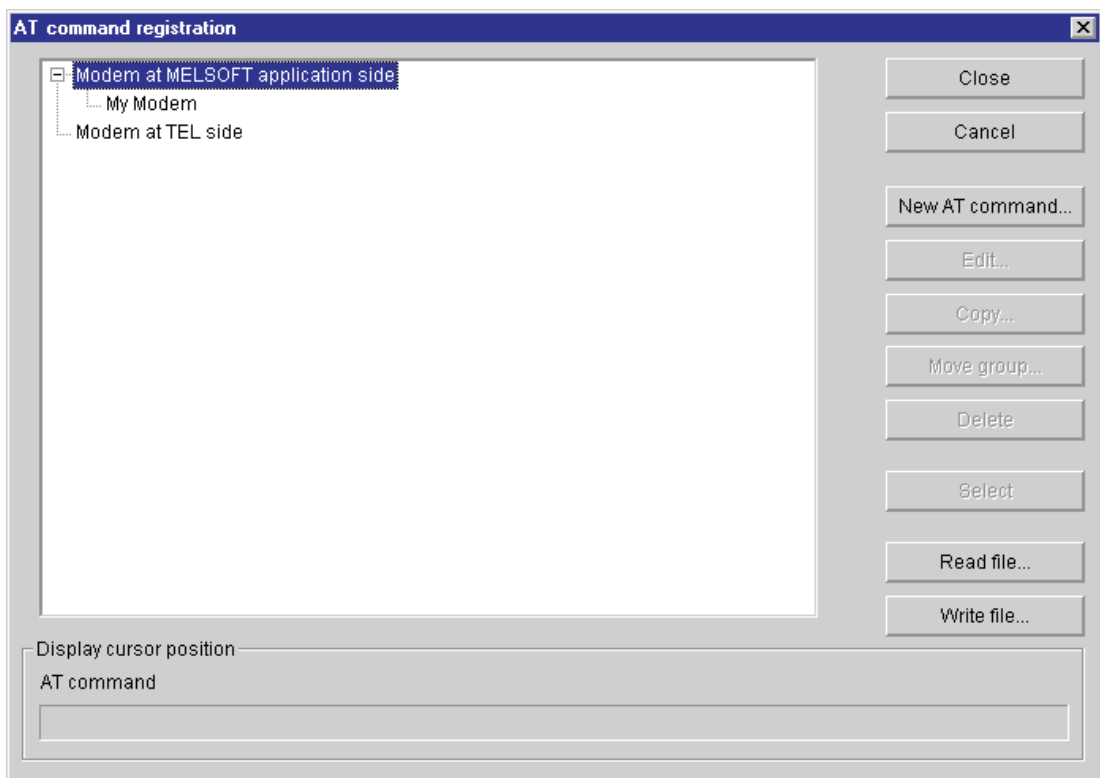 AT command registration
Modem at MELSOFT application side
My Modem
Modem at TEL side
Close
Cancel
New AT command...
Edit...
Copy...
Move group...
Delete
Select
Read file...
Write file...
Display cursor position
AT command